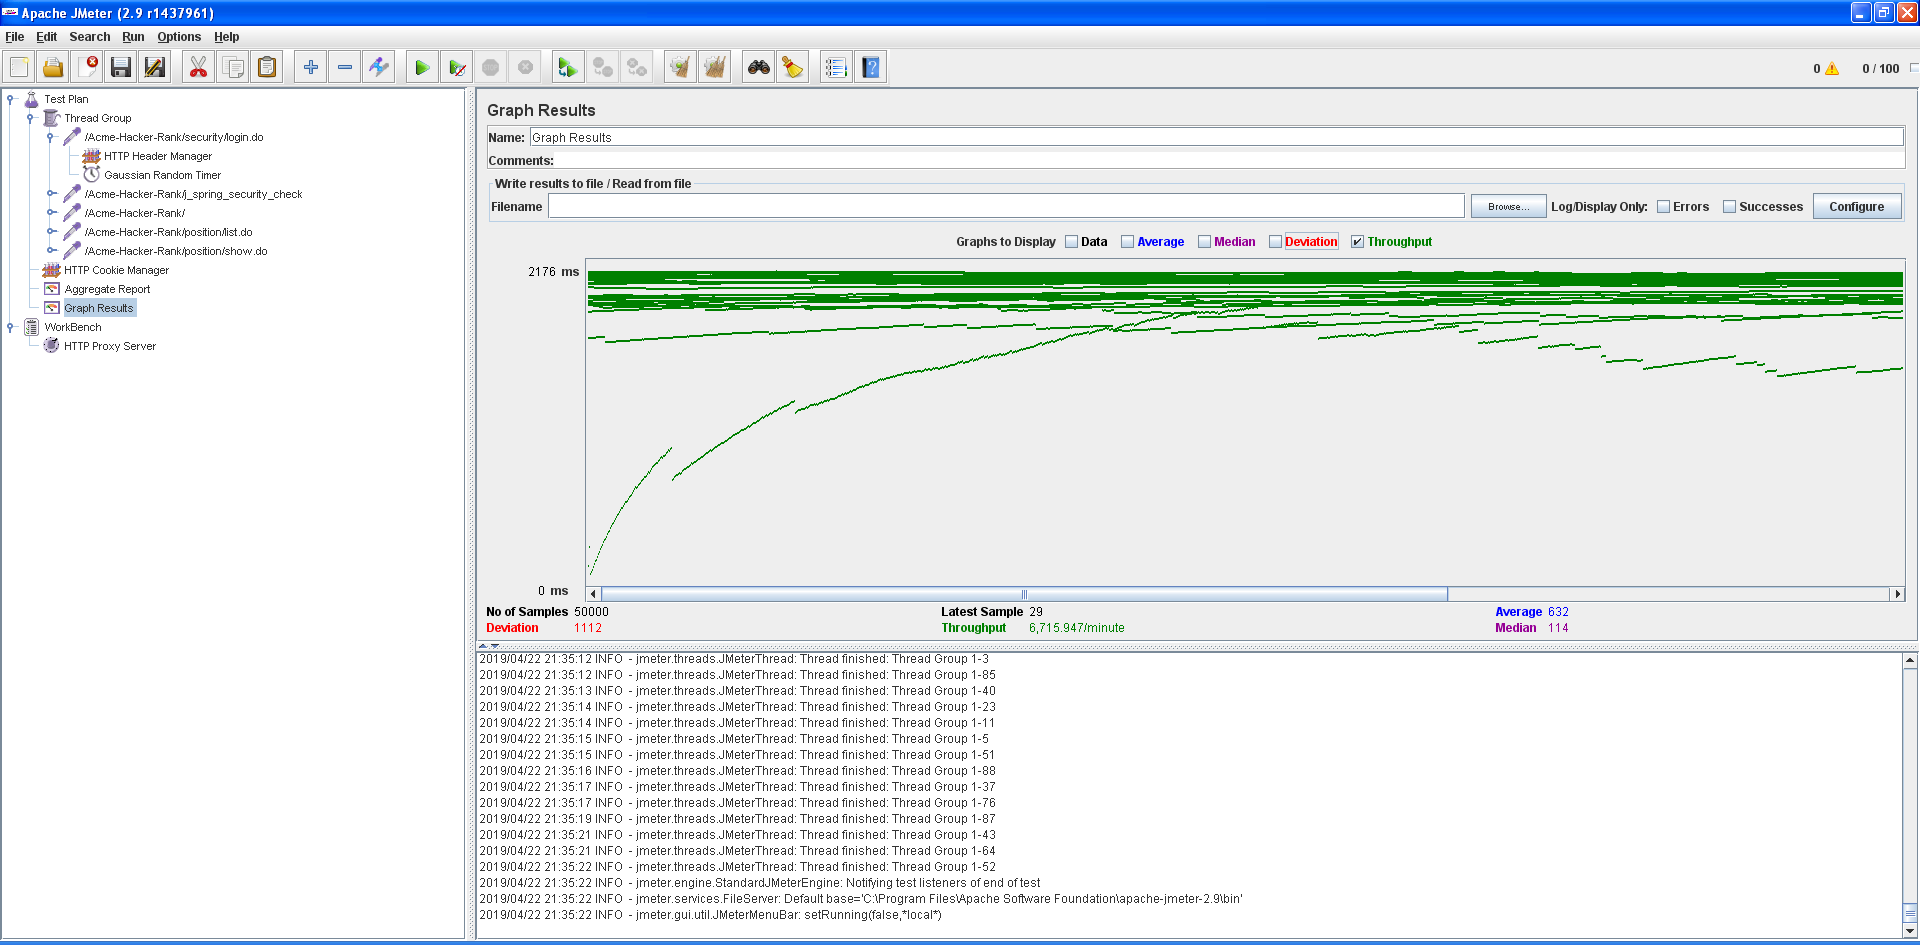 Apache JMeter (2.9 r1437961)
File Edit Search Run Options Help
0 0 / 100
Test Plan
Thread Group
/Acme-Hacker-Rank/security/login.do
HTTP Header Manager
Gaussian Random Timer
/Acme-Hacker-Rank/j_spring_security_check
/Acme-Hacker-Rank/
/Acme-Hacker-Rank/position/list.do
/Acme-Hacker-Rank/position/show.do
HTTP Cookie Manager
Aggregate Report
Graph Results
WorkBench
HTTP Proxy Server
Graph Results
Name: Graph Results
Comments:
Write results to file / Read from file
Filename Browse... Log/Display Only: Errors Successes Configure
Graphs to Display Data Average Median Deviation Throughput
2176 ms
0 ms
No of Samples 50000 Latest Sample 29 Average 632
Deviation 1112 Throughput 6,715.947/minute Median 114
2019/04/22 21:35:12 INFO - jmeter.threads.JMeterThread: Thread finished: Thread Group 1-3
2019/04/22 21:35:12 INFO - jmeter.threads.JMeterThread: Thread finished: Thread Group 1-85
2019/04/22 21:35:13 INFO - jmeter.threads.JMeterThread: Thread finished: Thread Group 1-40
2019/04/22 21:35:14 INFO - jmeter.threads.JMeterThread: Thread finished: Thread Group 1-23
2019/04/22 21:35:14 INFO - jmeter.threads.JMeterThread: Thread finished: Thread Group 1-11
2019/04/22 21:35:15 INFO - jmeter.threads.JMeterThread: Thread finished: Thread Group 1-5
2019/04/22 21:35:15 INFO - jmeter.threads.JMeterThread: Thread finished: Thread Group 1-51
2019/04/22 21:35:16 INFO - jmeter.threads.JMeterThread: Thread finished: Thread Group 1-88
2019/04/22 21:35:17 INFO - jmeter.threads.JMeterThread: Thread finished: Thread Group 1-37
2019/04/22 21:35:17 INFO - jmeter.threads.JMeterThread: Thread finished: Thread Group 1-76
2019/04/22 21:35:19 INFO - jmeter.threads.JMeterThread: Thread finished: Thread Group 1-87
2019/04/22 21:35:21 INFO - jmeter.threads.JMeterThread: Thread finished: Thread Group 1-43
2019/04/22 21:35:21 INFO - jmeter.threads.JMeterThread: Thread finished: Thread Group 1-64
2019/04/22 21:35:22 INFO - jmeter.threads.JMeterThread: Thread finished: Thread Group 1-52
2019/04/22 21:35:22 INFO - jmeter.engine.StandardJMeterEngine: Notifying test listeners of end of test
2019/04/22 21:35:22 INFO - jmeter.services.FileServer: Default base='C:\Program Files\Apache Software Foundation\apache-jmeter-2.9\bin'
2019/04/22 21:35:22 INFO - jmeter.gui.util.JMeterMenuBar: setRunning(false,*local*)